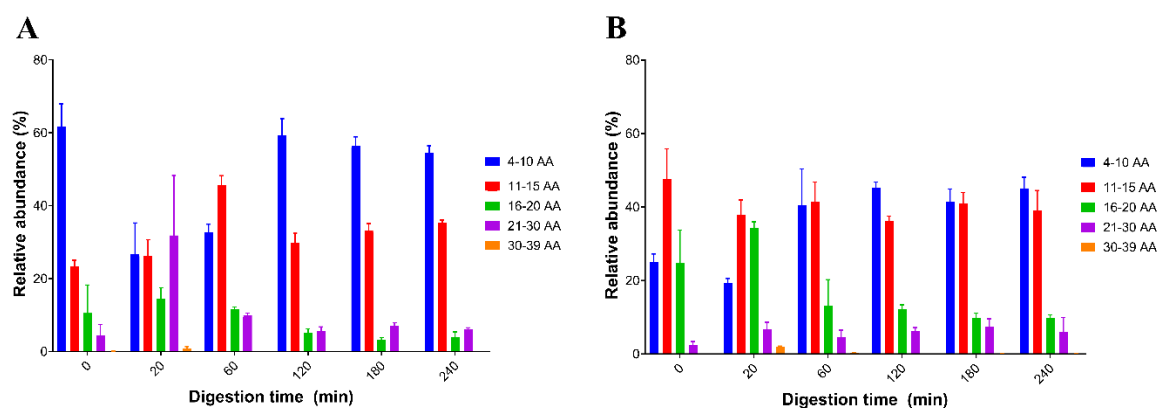 A
Relative abundance (%)
80
60
40
20
0
0
20
60
120
180
240
Digestion time (min)
4-10 AA
11-15 AA
16-20 AA
21-30 AA
30-39 AA
B
Relative abundance (%)
80
60
40
20
0
0
20
60
120
180
240
Digestion time (min)
4-10 AA
11-15 AA
16-20 AA
21-30 AA
30-39 AA